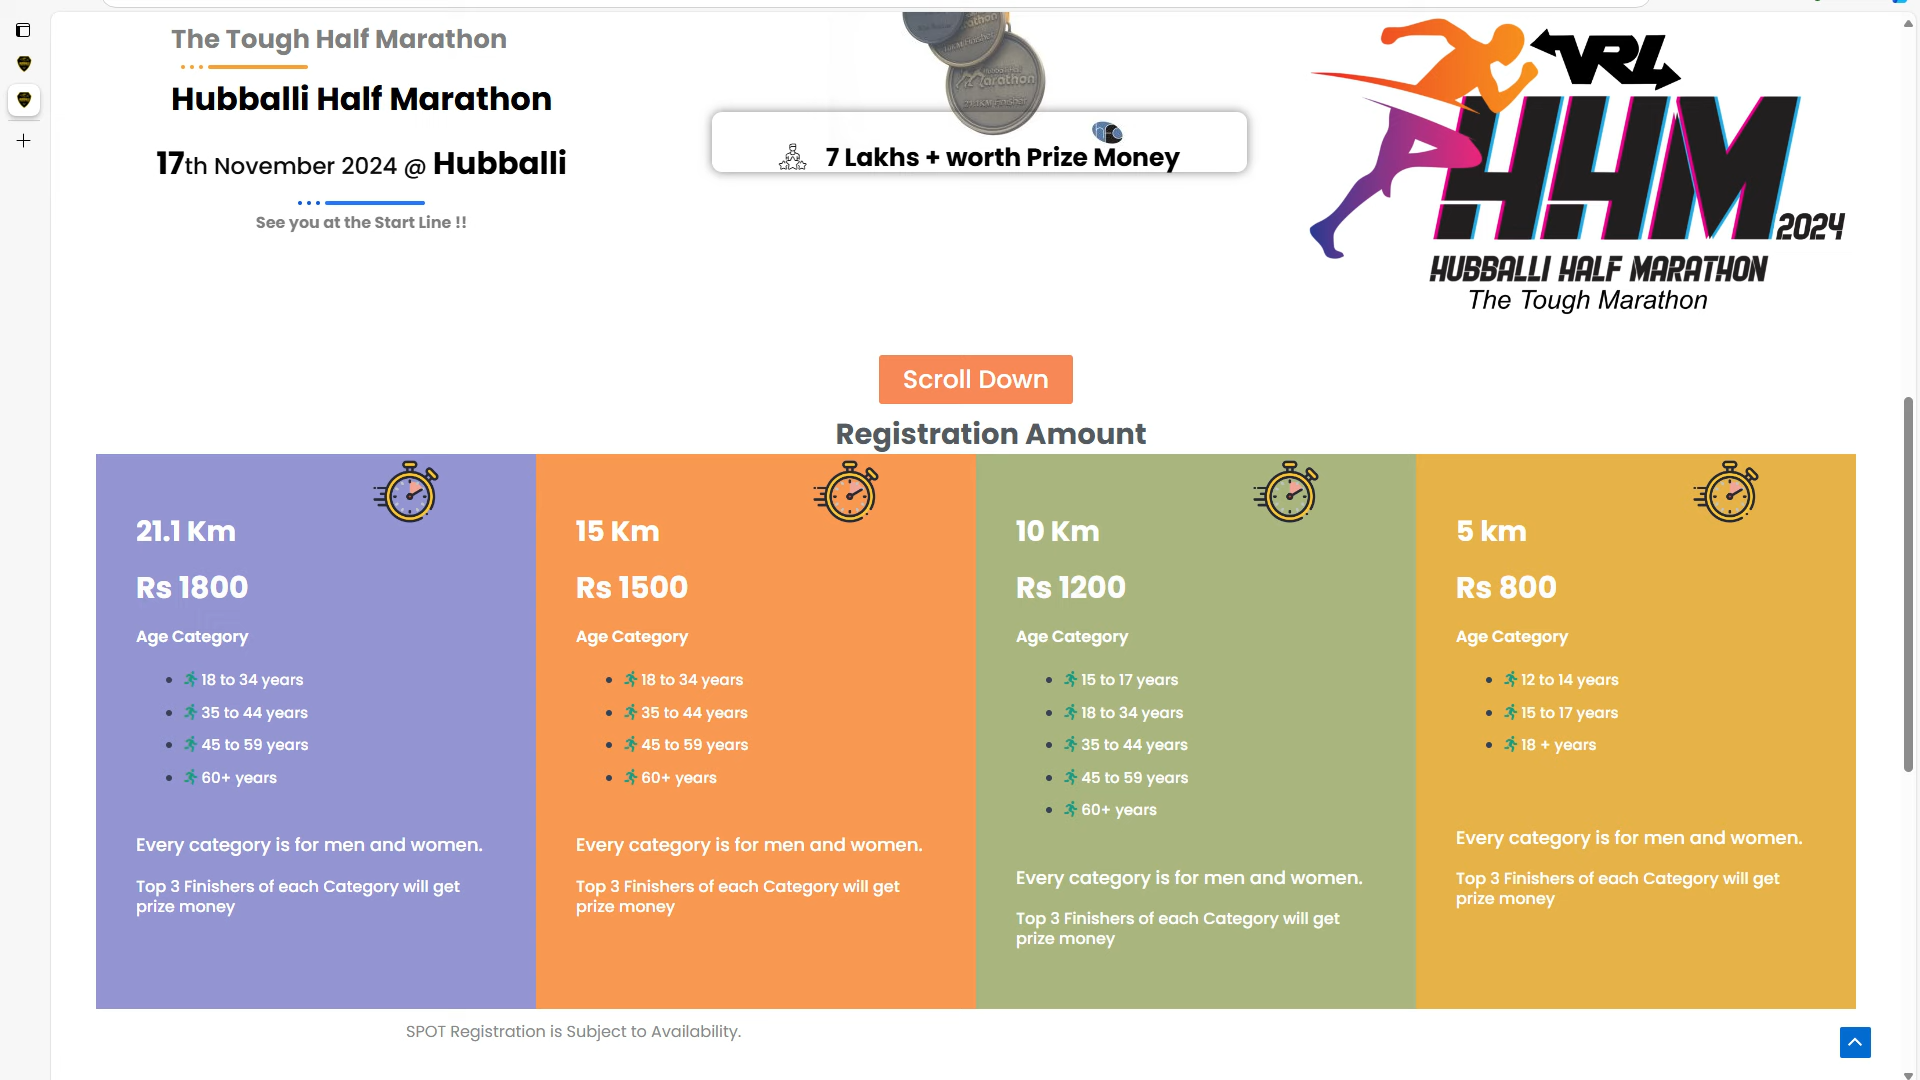 The Tough Half Marathon
Hubballi Half Marathon
17th November 2024 @ Hubballi
See you at the Start Line !!
arathon
HHM Finisher
Hubballi Half
Marathon
21.1KM Finisher
hfc
7 Lakhs + worth Prize Money
VRL
HHM
2024
HUBBALLI HALF MARATHON
The Tough Marathon
Scroll Down
Registration Amount
21.1 Km
Rs 1800
Age Category
18 to 34 years
35 to 44 years
45 to 59 years
60+ years
Every category is for men and women.
Top 3 Finishers of each Category will get
prize money
15 Km
Rs 1500
Age Category
18 to 34 years
35 to 44 years
45 to 59 years
60+ years
Every category is for men and women.
Top 3 Finishers of each Category will get
prize money
10 Km
Rs 1200
Age Category
15 to 17 years
18 to 34 years
35 to 44 years
45 to 59 years
60+ years
Every category is for men and women.
Top 3 Finishers of each Category will get
prize money
5 km
Rs 800
Age Category
12 to 14 years
15 to 17 years
18 + years
Every category is for men and women.
Top 3 Finishers of each Category will get
prize money
SPOT Registration is Subject to Availability.